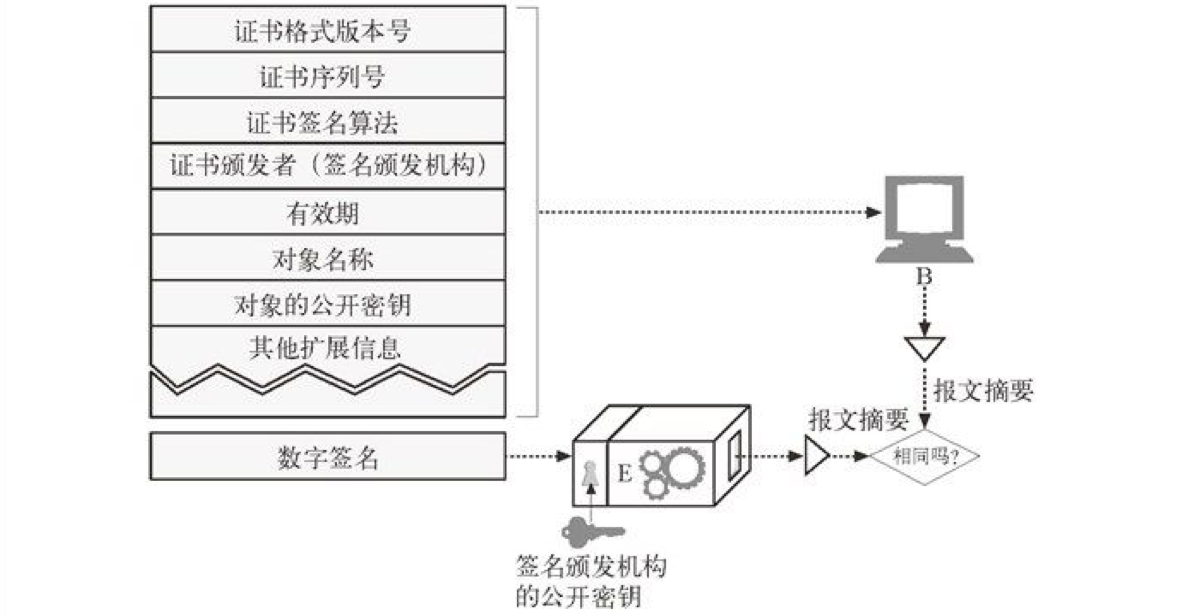 证书格式版本号
证书序列号
证书签名算法
证书颁发者（签名颁发机构）
有效期
对象名称
对象的公开密钥
其他扩展信息
B
报文摘要
报文摘要
数字签名
E
相同吗？
签名颁发机构
的公开密钥